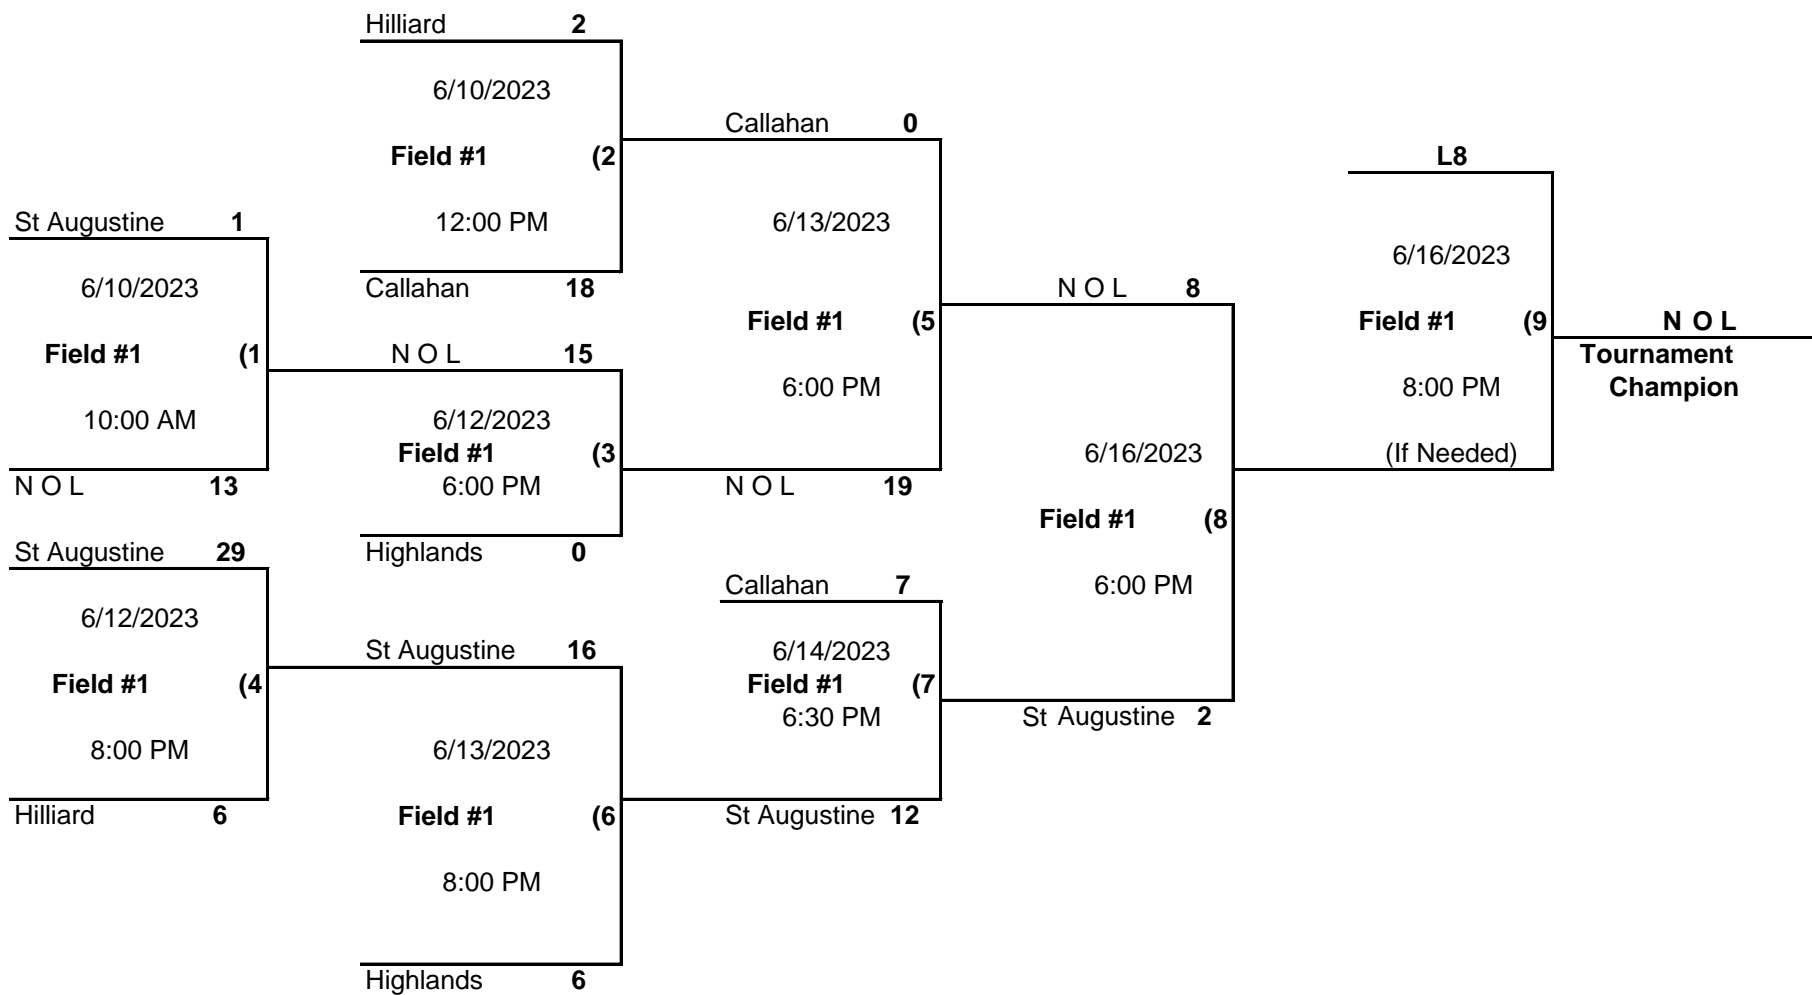 Hilliard 2
6/10/2023
Field #1 (2
12:00 PM
Callahan 18
St Augustine 1
6/10/2023
Field #1 (1
10:00 AM
N O L 13
N O L 15
6/12/2023
Field #1 (3
6:00 PM
Highlands 0
Callahan 0
6/13/2023
Field #1 (5
6:00 PM
N O L 19
St Augustine 29
6/12/2023
Field #1 (4
8:00 PM
Hilliard 6
St Augustine 16
6/13/2023
Field #1 (6
8:00 PM
Highlands 6
Callahan 7
6/14/2023
Field #1 (7
6:30 PM
St Augustine 12
N O L 8
6/16/2023
Field #1 (8
6:00 PM
St Augustine 2
L8
6/16/2023
Field #1 (9
8:00 PM
(If Needed)
N O L
Tournament
Champion